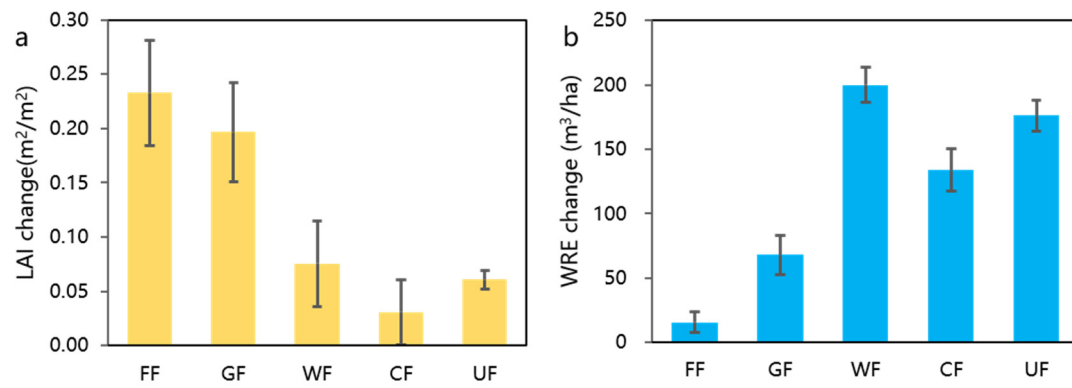 a
LAI change(m²/m²)
0.30
0.25
0.20
0.15
0.10
0.05
0.00
FF GF WF CF UF
b
WRE change (m³/ha)
250
200
150
100
50
0
FF GF WF CF UF